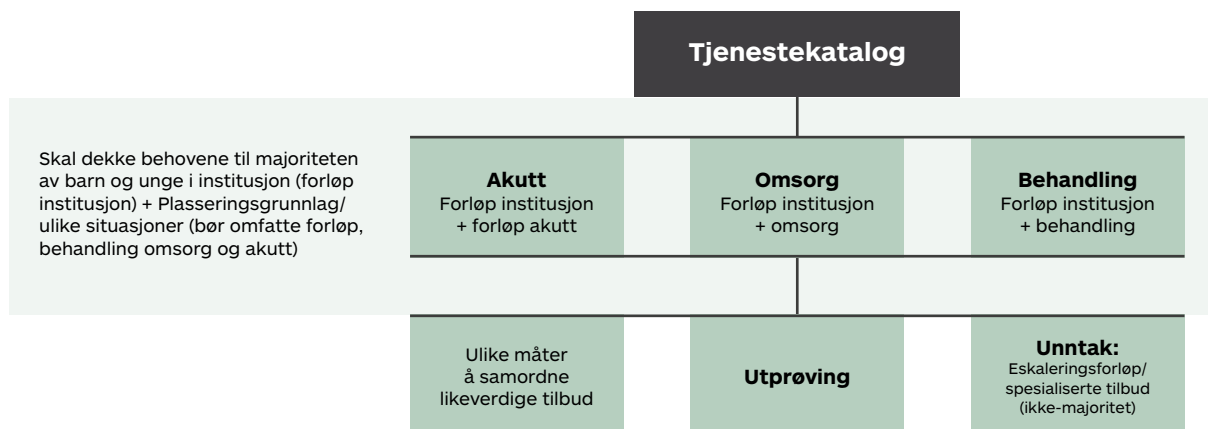 Tjenestekatalog
Skal dekke behovene til majoriteten
av barn og unge i institusjon (forløp
institusjon) + Plasseringsgrunnlag/
ulike situasjoner (bør omfatte forløp,
behandling omsorg og akutt)
Akutt
Forløp institusjon
+ forløp akutt
Omsorg
Forløp institusjon
+ omsorg
Behandling
Forløp institusjon
+ behandling
Ulike måter
å samordne
likeverdige tilbud
Utprøving
Unntak:
Eskaleringsforløp/
spesialiserte tilbud
(ikke-majoritet)